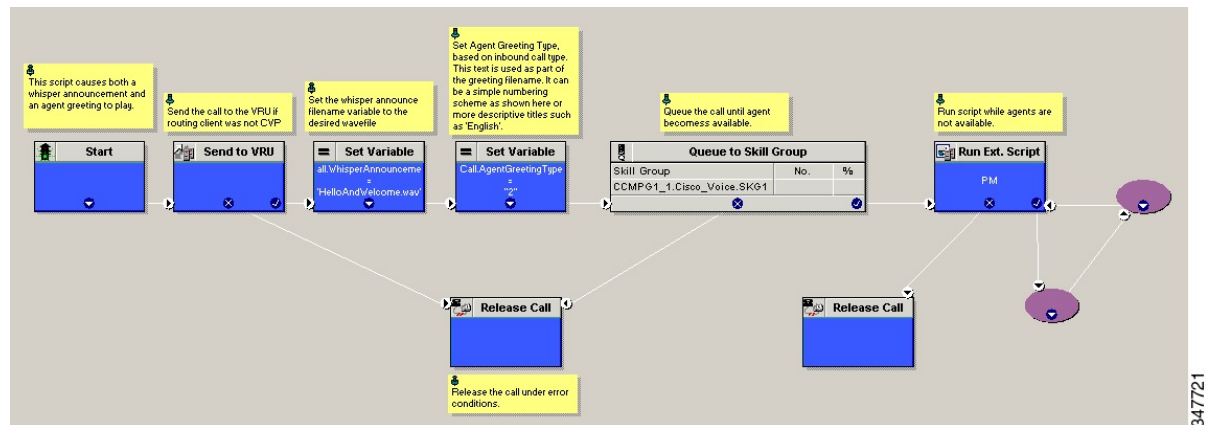 This script causes both a
whisper announcement and
an agent greeting to play.
Send the call to the VRU if
routing client was not CVP
Set the whisper announce
filename variable to the
desired wavefile
Set Agent Greeting Type,
based on inbound call type.
This text is used as part of
the greeting filename. It can
be a simple numbering
scheme as shown here or
more descriptive titles such
as 'English'.
Queue the call until agent
becomess available.
Run script while agents are
not available.
Start
Send to VRU
Set Variable
all.WhisperAnnounceme
=
'HelloAndWelcome.wav'
Set Variable
Call.AgentGreetingType
=
"2"
Queue to Skill Group
Skill Group No. %
CCMPG1_1.Cisco_Voice.SKG1
Run Ext. Script
PM
Release Call
Release Call
Release the call under error
conditions.
347721